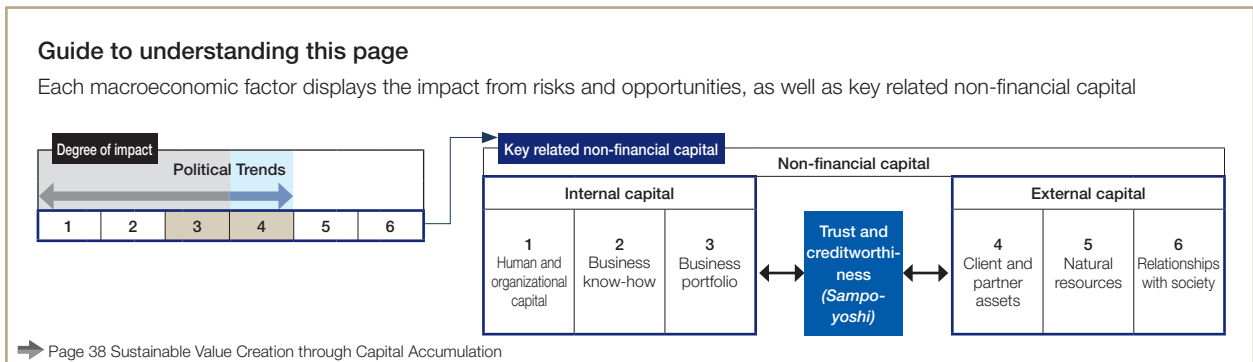 Guide to understanding this page
Each macroeconomic factor displays the impact from risks and opportunities, as well as key related non-financial capital
Degree of impact
Political Trends
1 2 3 4 5 6
Key related non-financial capital
Non-financial capital
Internal capital
1
Human and
organizational
capital
2
Business
know-how
3
Business
portfolio
Trust and
creditworthi-
ness
(Sampo-
yoshi)
External capital
4
Client and
partner
assets
5
Natural
resources
6
Relationships
with society
Page 38 Sustainable Value Creation through Capital Accumulation